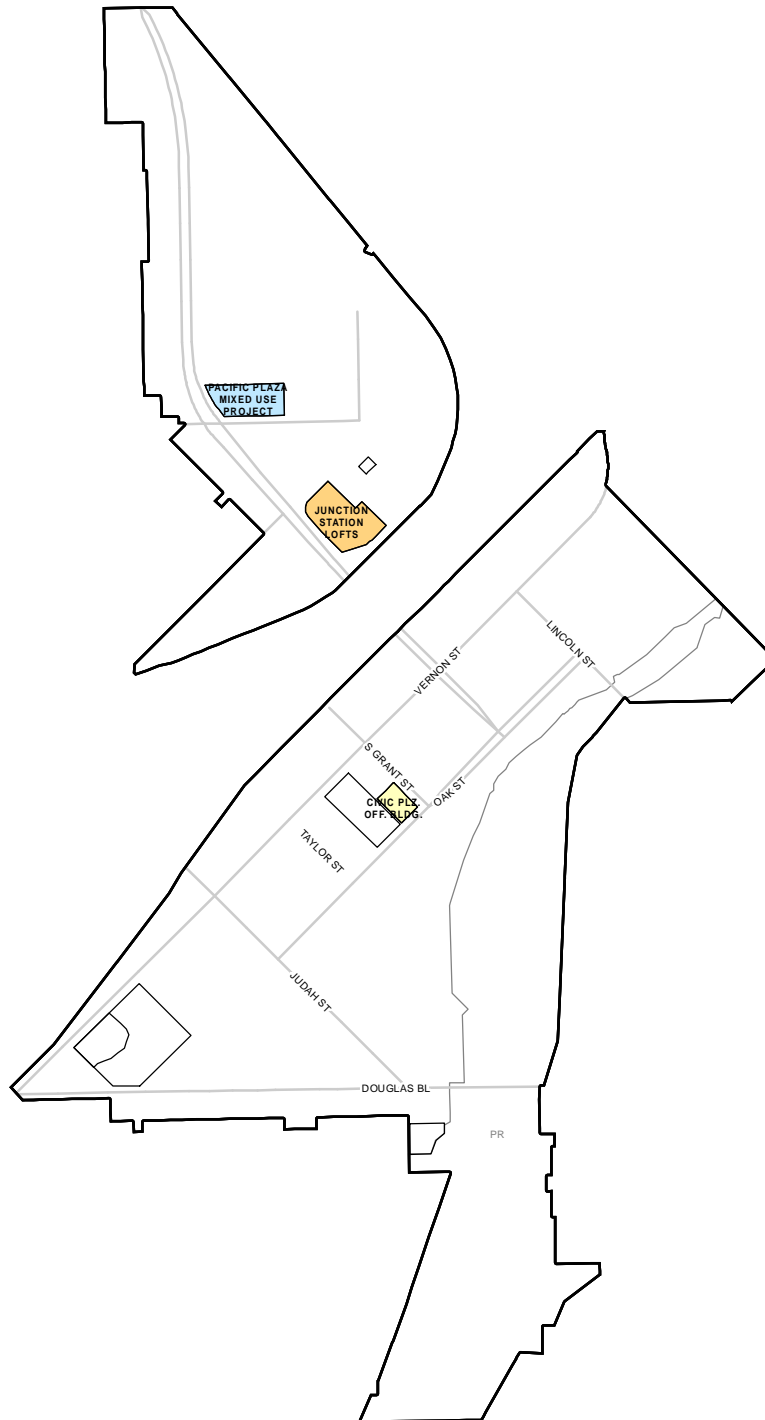 PACIFIC PLAZA
MIXED USE
PROJECT
JUNCTION
STATION
LOFTS
LINCOLN ST
VERNON ST
S GRANT ST
OAK ST
CIVIC PLZ.
OFF. BLDG.
TAYLOR ST
JUDAH ST
DOUGLAS BL
PR